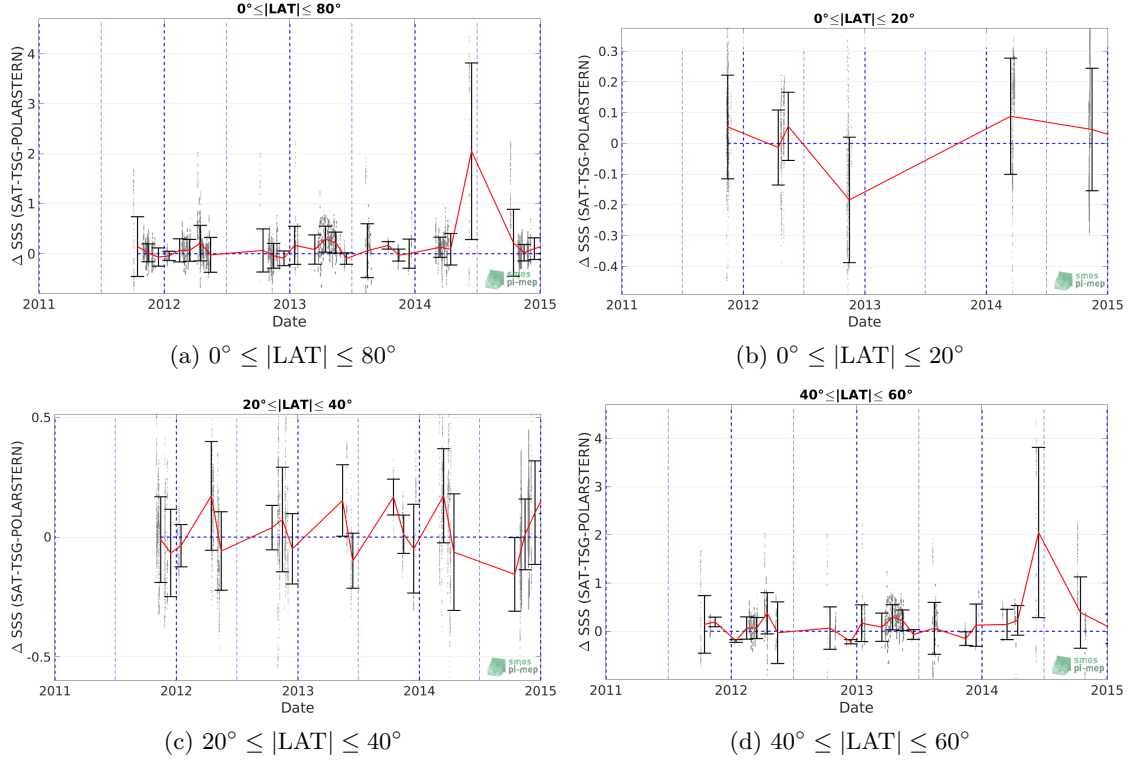 0°≤|LAT|≤ 80°
Δ SSS (SAT-TSG-POLARSTERN)
4
3
2
1
0
2011 2012 2013 2014 2015
Date
smos
pi-mep
(a) 0° ≤ |LAT| ≤ 80°
0°≤|LAT|≤ 20°
Δ SSS (SAT-TSG-POLARSTERN)
0.3
0.2
0.1
0
-0.1
-0.2
-0.3
-0.4
2011 2012 2013 2014 2015
Date
smos
pi-mep
(b) 0° ≤ |LAT| ≤ 20°
20°≤|LAT|≤ 40°
Δ SSS (SAT-TSG-POLARSTERN)
0.5
0
-0.5
2011 2012 2013 2014 2015
Date
smos
pi-mep
(c) 20° ≤ |LAT| ≤ 40°
40°≤|LAT|≤ 60°
Δ SSS (SAT-TSG-POLARSTERN)
4
3
2
1
0
2011 2012 2013 2014 2015
Date
smos
pi-mep
(d) 40° ≤ |LAT| ≤ 60°